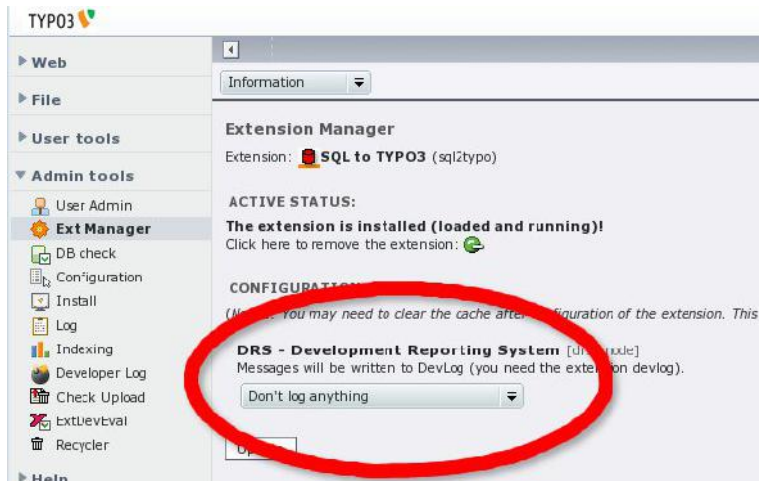 TYPO3
Web
File
User tools
Admin tools
User Admin
Ext Manager
DB check
Configuration
Install
Log
Indexing
Developer Log
Check Upload
ExtDevEval
Recycler
Help
Information
Extension Manager
Extension: SQL to TYPO3 (sql2typo)
ACTIVE STATUS:
The extension is installed (loaded and running)!
Click here to remove the extension:
CONFIGURATION
You may need to clear the cache after configuration of the extension. This
DRS - Development Reporting System
Messages will be written to DevLog (you need the extension devlog).
Don't log anything